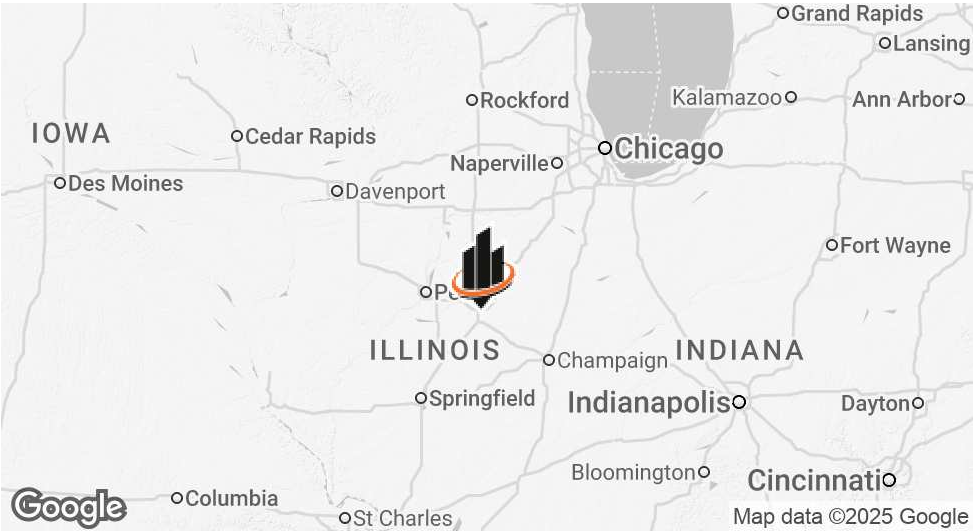 Grand Rapids
Lansing
Rockford
Kalamazoo
Ann Arbor
IOWA
Cedar Rapids
Chicago
Naperville
Des Moines
Davenport
Fort Wayne
Pe
ILLINOIS
INDIANA
Champaign
Springfield
Indianapolis
Dayton
Bloomington
Cincinnati
Columbia
Google
St Charles
Map data ©2025 Google